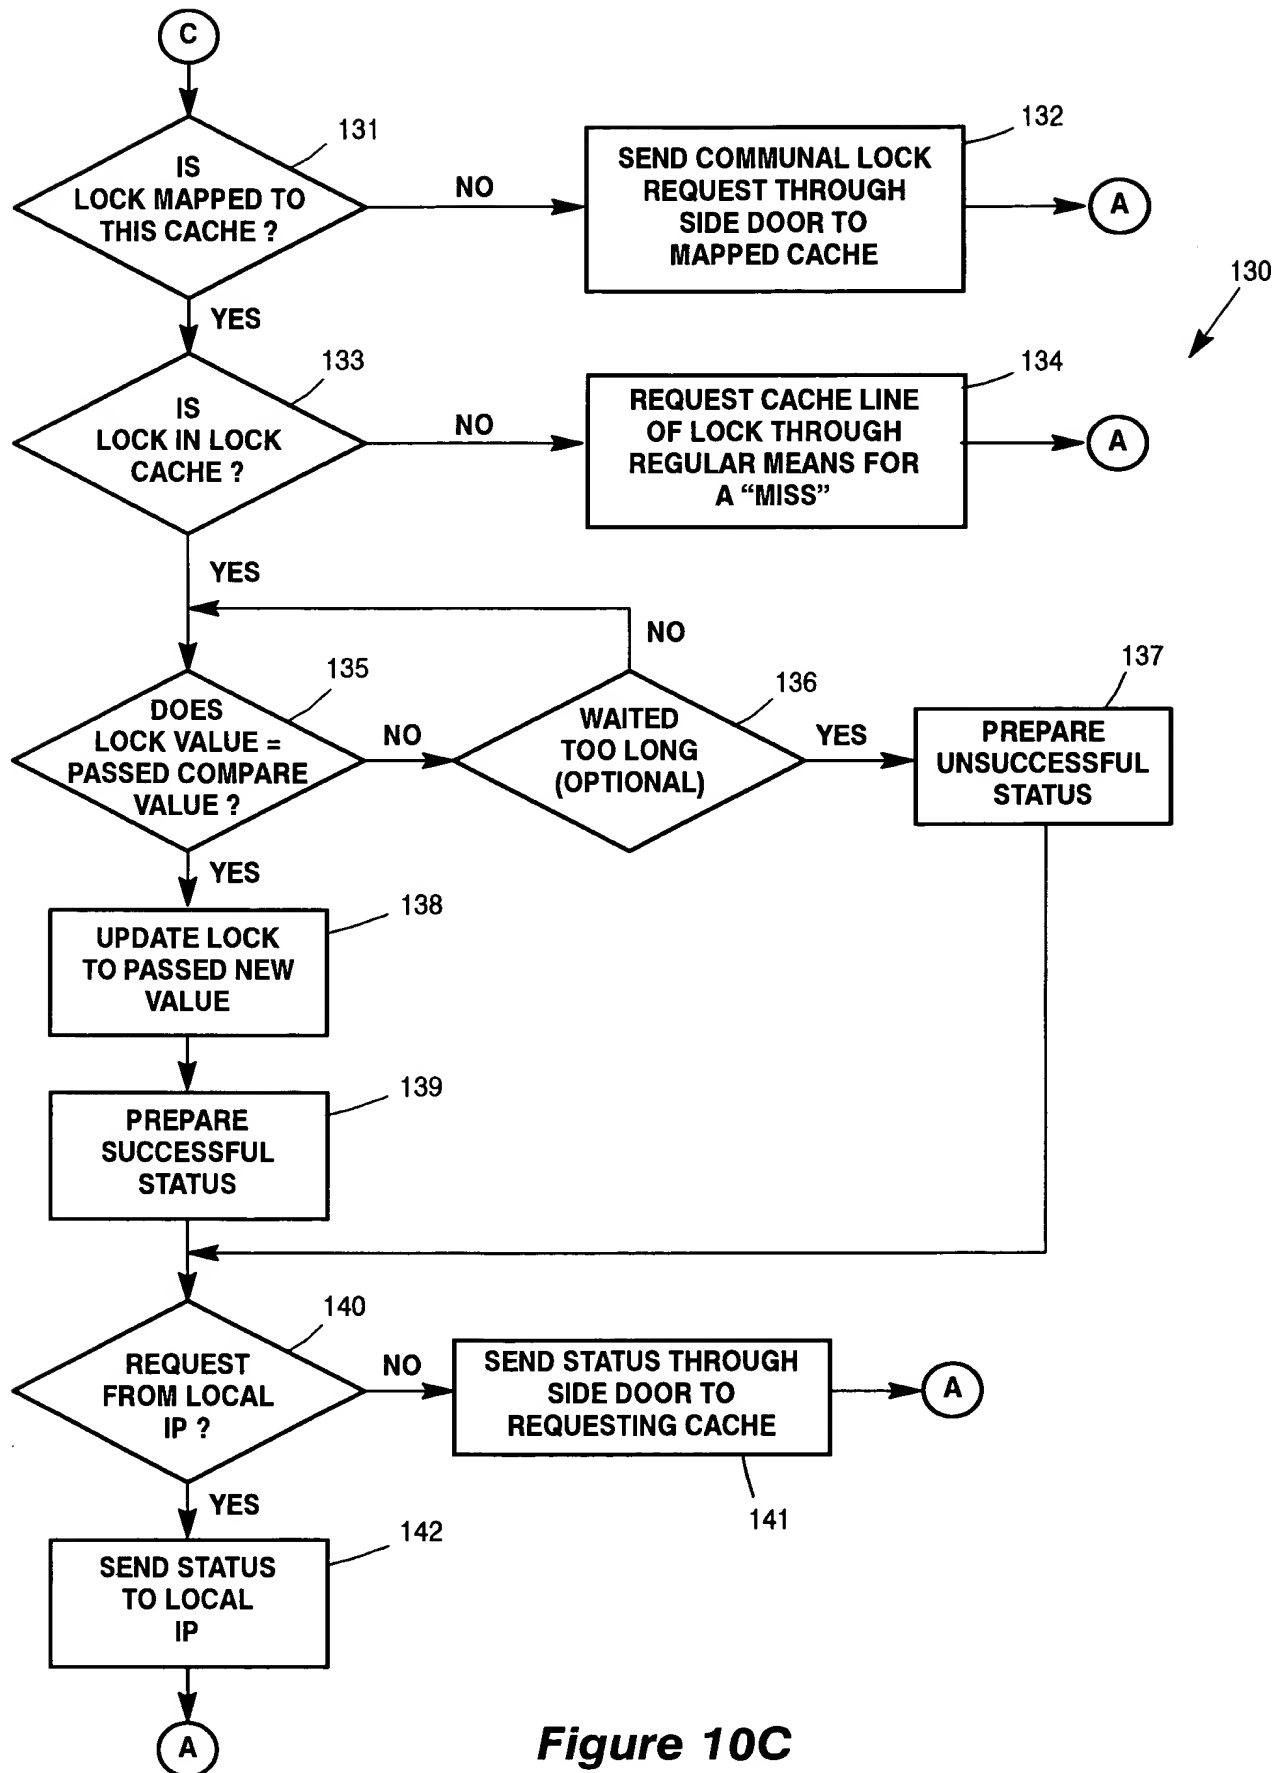 C
131
IS
LOCK MAPPED TO
THIS CACHE ?
NO
132
SEND COMMUNAL LOCK
REQUEST THROUGH
SIDE DOOR TO
MAPPED CACHE
A
130
YES
133
IS
LOCK IN LOCK
CACHE ?
NO
134
REQUEST CACHE LINE
OF LOCK THROUGH
REGULAR MEANS FOR
A “MISS”
A
YES
NO
135
DOES
LOCK VALUE =
PASSED COMPARE
VALUE ?
NO
136
WAITED
TOO LONG
(OPTIONAL)
YES
137
PREPARE
UNSUCCESSFUL
STATUS
YES
138
UPDATE LOCK
TO PASSED NEW
VALUE
139
PREPARE
SUCCESSFUL
STATUS
140
REQUEST
FROM LOCAL
IP ?
NO
SEND STATUS THROUGH
SIDE DOOR TO
REQUESTING CACHE
141
A
YES
142
SEND STATUS
TO LOCAL
IP
A
Figure 10C